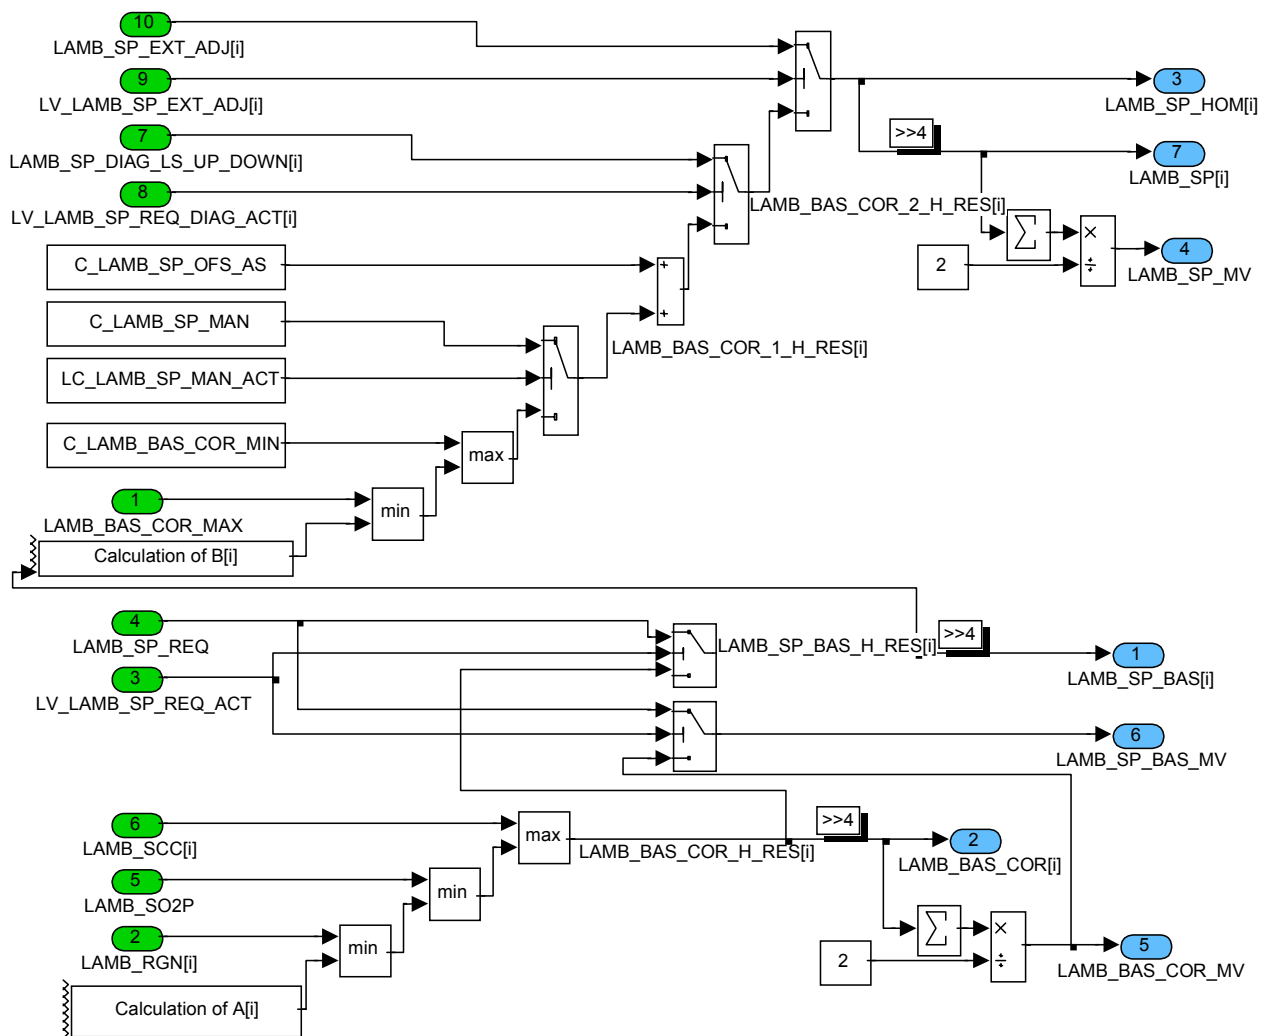 10
LAMB_SP_EXT_ADJ[i]
9
LV_LAMB_SP_EXT_ADJ[i]
3
LAMB_SP_HOM[i]
7
LAMB_SP_DIAG_LS_UP_DOWN[i]
>>4
7
LAMB_SP[i]
8
LV_LAMB_SP_REQ_DIAG_ACT[i]
LAMB_BAS_COR_2_H_RES[i]
∑
×
÷
C_LAMB_SP_OFS_AS
+
+
2
4
LAMB_SP_MV
C_LAMB_SP_MAN
LAMB_BAS_COR_1_H_RES[i]
LC_LAMB_SP_MAN_ACT
C_LAMB_BAS_COR_MIN
max
1
LAMB_BAS_COR_MAX
min
Calculation of B[i]
4
LAMB_SP_REQ
LAMB_SP_BAS_H_RES[i]
>>4
1
LAMB_SP_BAS[i]
3
LV_LAMB_SP_REQ_ACT
6
LAMB_SP_BAS_MV
6
LAMB_SCC[i]
max
LAMB_BAS_COR_H_RES[i]
>>4
2
LAMB_BAS_COR[i]
5
LAMB_SO2P
min
2
LAMB_RGN[i]
min
∑
×
÷
2
5
LAMB_BAS_COR_MV
Calculation of A[i]